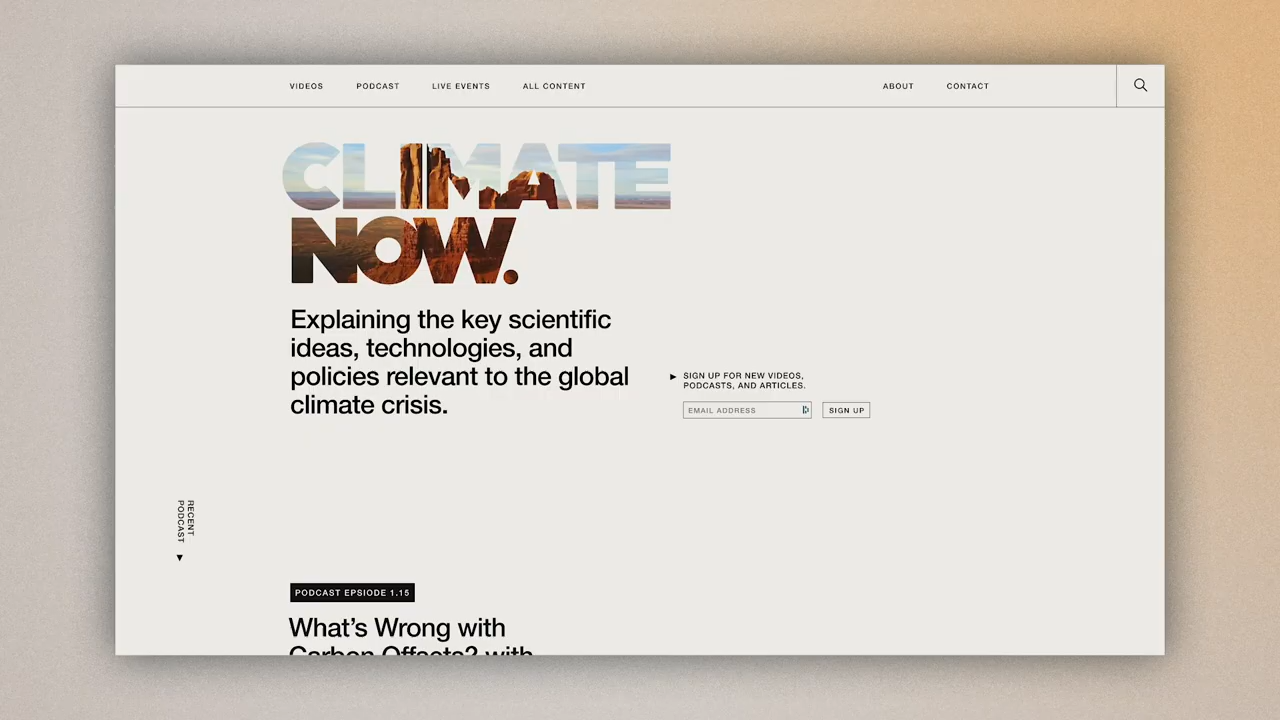 VIDEOS PODCAST LIVE EVENTS ALL CONTENT ABOUT CONTACT
CLIMATE
NOW.
Explaining the key scientific
ideas, technologies, and
policies relevant to the global
climate crisis.
SIGN UP FOR NEW VIDEOS,
PODCASTS, AND ARTICLES.
EMAIL ADDRESS SIGN UP
RECENT
PODCAST
PODCAST EPSIODE 1.15
What's Wrong with
Carbon Offsets? with